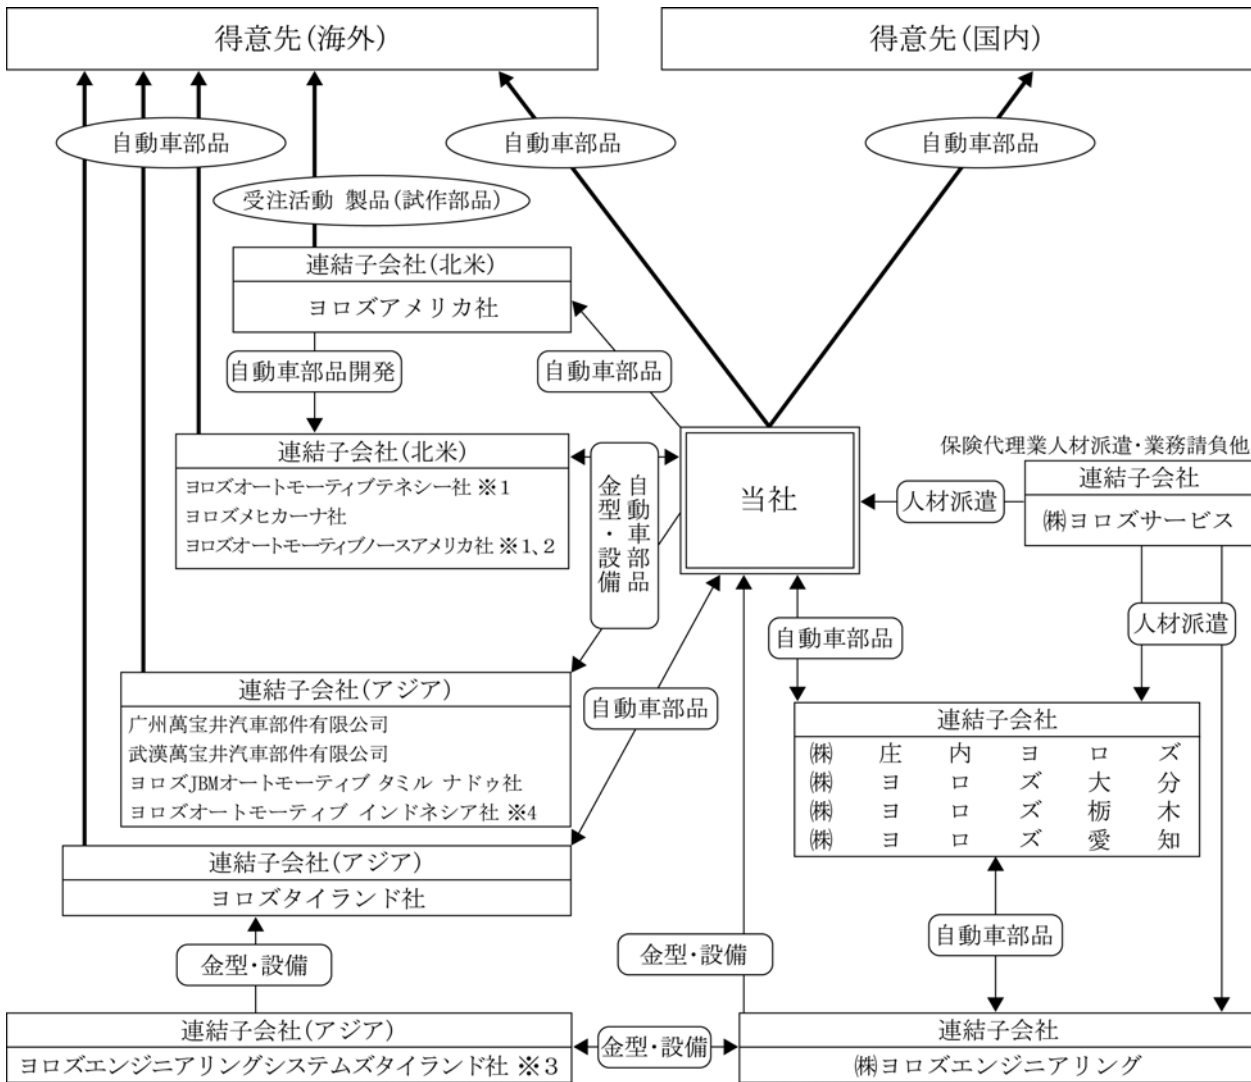 得意先(海外)
得意先(国内)
自動車部品
自動車部品
自動車部品
受注活動 製品(試作部品)
連結子会社(北米)
ヨロズアメリカ社
自動車部品開発
自動車部品
連結子会社(北米)
ヨロズオートモーティブテネシー社 ※1
ヨロズメヒカーナ社
ヨロズオートモーティブノースアメリカ社 ※1、2
自動車部品
金型・設備
当社
保険代理業人材派遣・業務請負他
連結子会社
㈱ヨロズサービス
人材派遣
人材派遣
自動車部品
連結子会社(アジア)
广州萬宝井汽車部件有限公司
武漢萬宝井汽車部件有限公司
ヨロズJBMオートモーティブ タミル ナドゥ社
ヨロズオートモーティブ インドネシア社 ※4
自動車部品
連結子会社
㈱庄内ヨロズ
㈱ヨロズ大分
㈱ヨロズ栃木
㈱ヨロズ愛知
連結子会社(アジア)
ヨロズタイランド社
自動車部品
金型・設備
金型・設備
連結子会社(アジア)
ヨロズエンジニアリングシステムズタイランド社 ※3
金型・設備
連結子会社
㈱ヨロズエンジニアリング